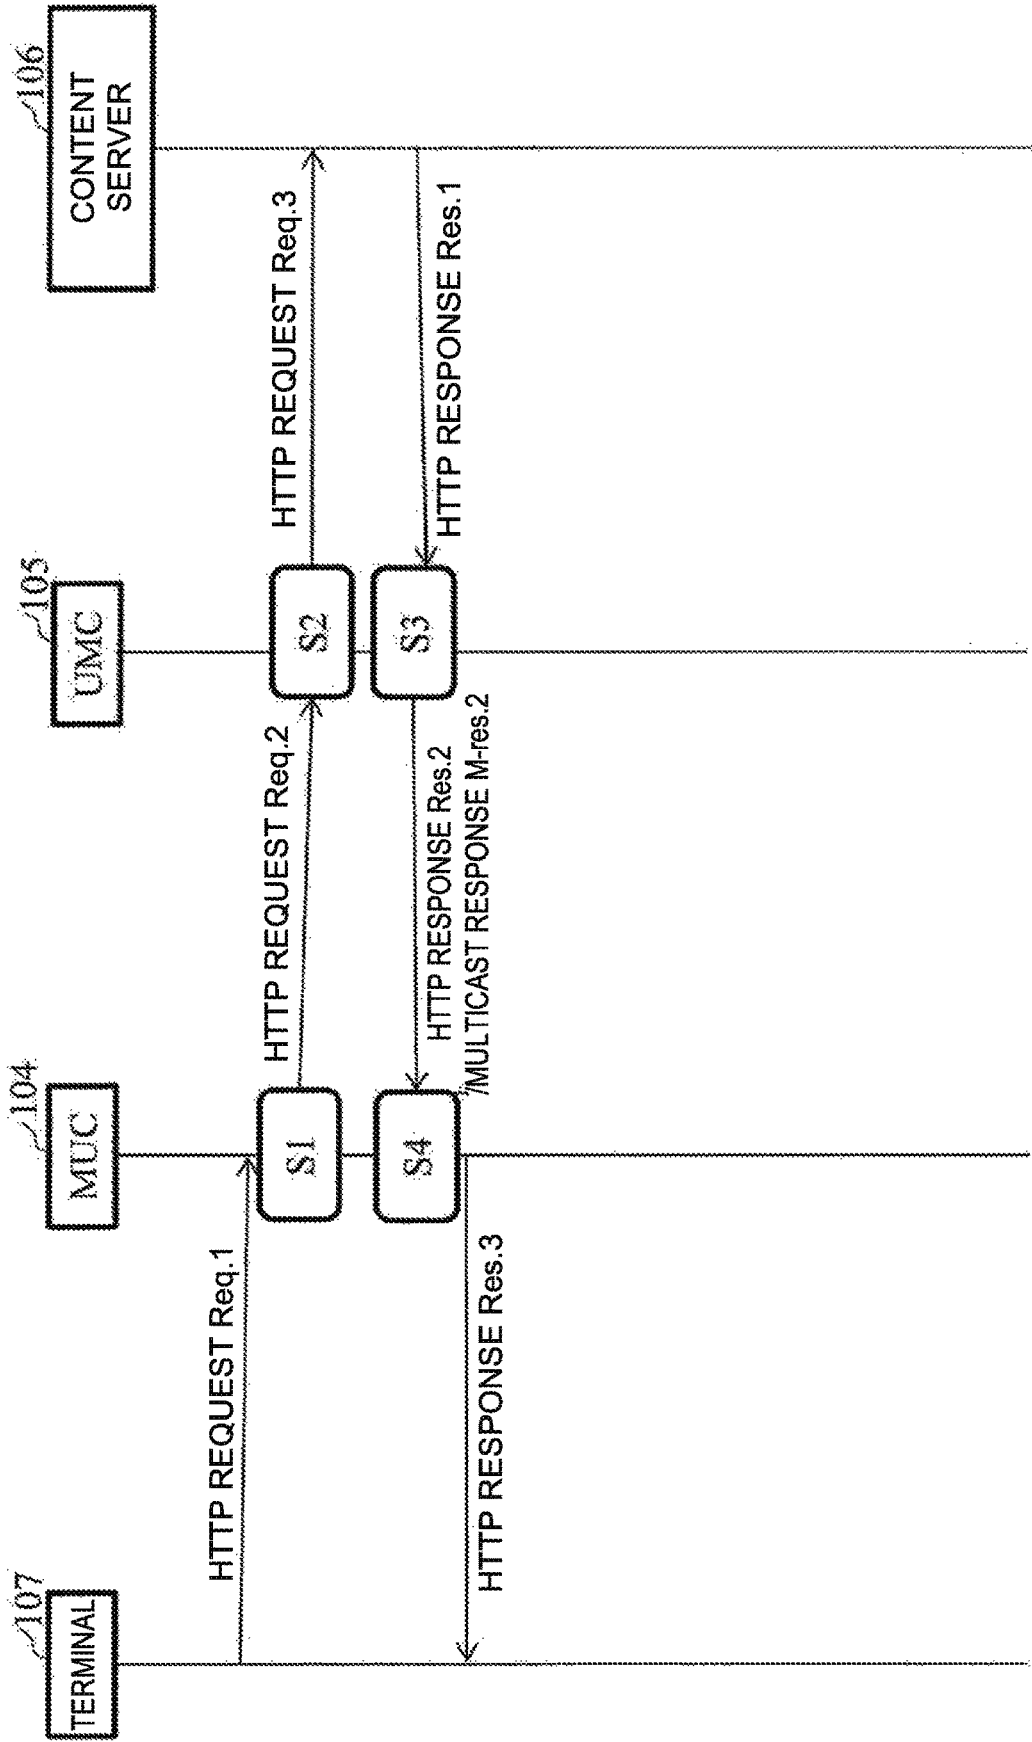 107
TERMINAL
104
MUC
105
UMC
106
CONTENT
SERVER
HTTP REQUEST Req.1
S1
HTTP REQUEST Req.2
S2
HTTP REQUEST Req.3
HTTP RESPONSE Res.1
S3
HTTP RESPONSE Res.2
/MULTICAST RESPONSE M-res.2
S4
HTTP RESPONSE Res.3